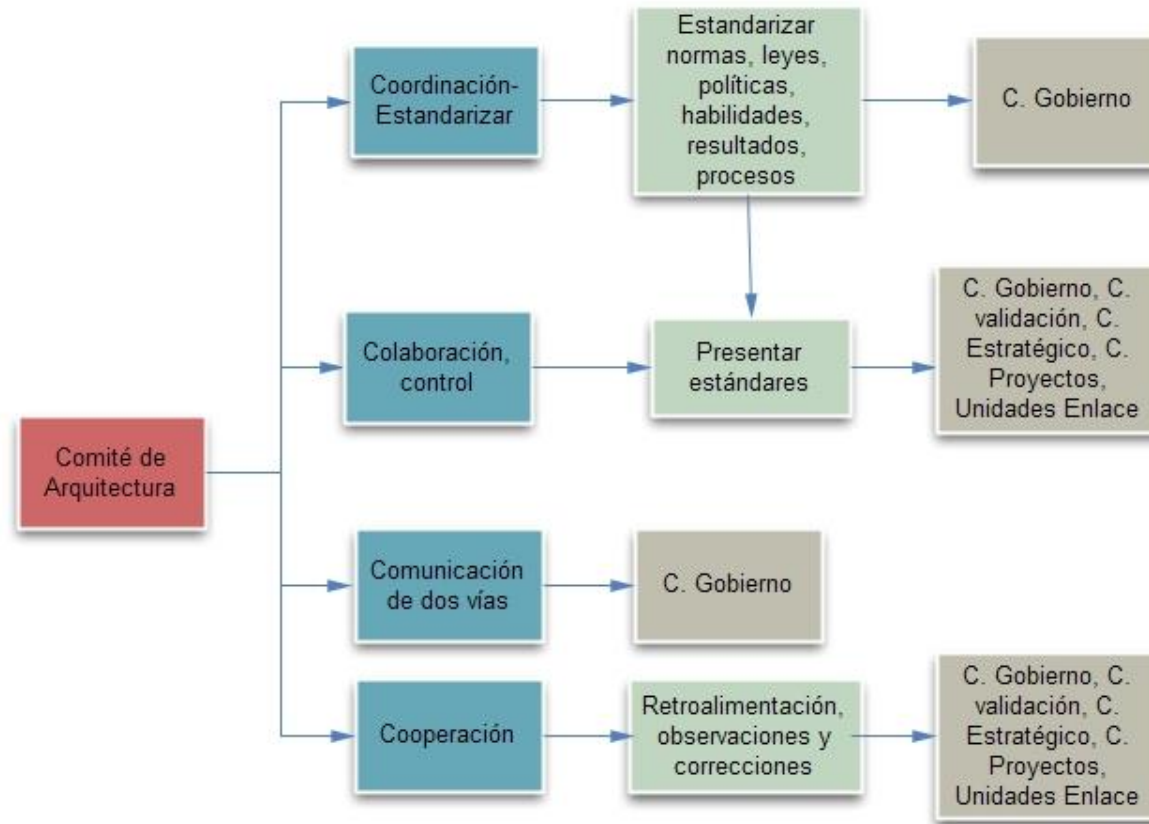 Coordinación-
Estandarizar
Estandarizar
normas, leyes,
políticas,
habilidades,
resultados,
procesos
C. Gobierno
Colaboración,
control
Presentar
estándares
C. Gobierno, C.
validación, C.
Estratégico, C.
Proyectos,
Unidades Enlace
Comité de
Arquitectura
Comunicación
de dos vías
C. Gobierno
Cooperación
Retroalimentación,
observaciones y
correcciones
C. Gobierno, C.
validación, C.
Estratégico, C.
Proyectos,
Unidades Enlace